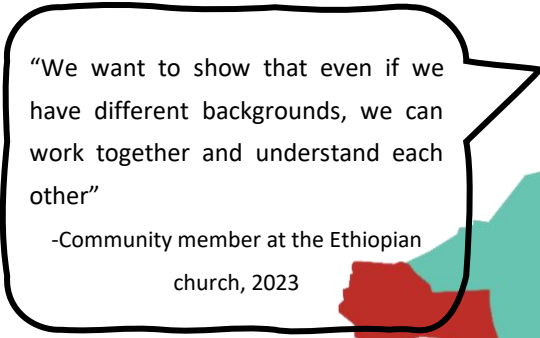 “We want to show that even if we
have different backgrounds, we can
work together and understand each
other”
-Community member at the Ethiopian
church, 2023